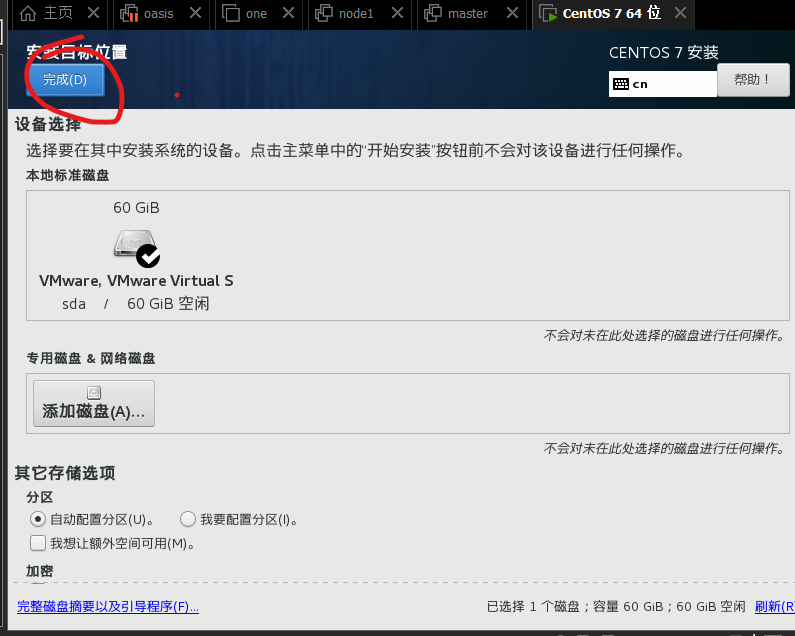 主页 oasis one node1 master CentOS 7 64 位
安装目标位置
CENTOS 7 安装
完成(D)
cn
帮助！
设备选择
选择要在其中安装系统的设备。点击主菜单中的“开始安装”按钮前不会对该设备进行任何操作。
本地标准磁盘
60 GiB
VMware, VMware Virtual S
sda / 60 GiB 空闲
不会对未在此处选择的磁盘进行任何操作。
专用磁盘 & 网络磁盘
添加磁盘(A)...
不会对未在此处选择的磁盘进行任何操作。
其它存储选项
分区
自动配置分区(U)。 我要配置分区(I)。
我想让额外空间可用(M)。
加密
完整磁盘摘要以及引导程序(F)... 已选择 1 个磁盘；容量 60 GiB；60 GiB 空闲 刷新(R